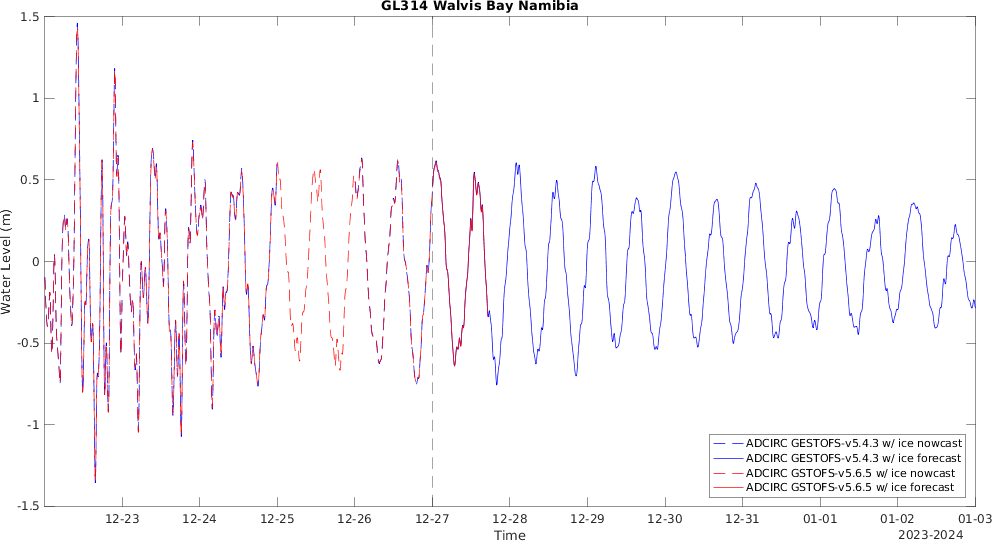 GL314 Walvis Bay Namibia
1.5
1
0.5
0
-0.5
-1
-1.5
Water Level (m)
12-23 12-24 12-25 12-26 12-27 12-28 12-29 12-30 12-31 01-01 01-02 01-03
2023-2024
Time
ADCIRC GESTOFS-v5.4.3 w/ ice nowcast
ADCIRC GESTOFS-v5.4.3 w/ ice forecast
ADCIRC GSTOFS-v5.6.5 w/ ice nowcast
ADCIRC GSTOFS-v5.6.5 w/ ice forecast